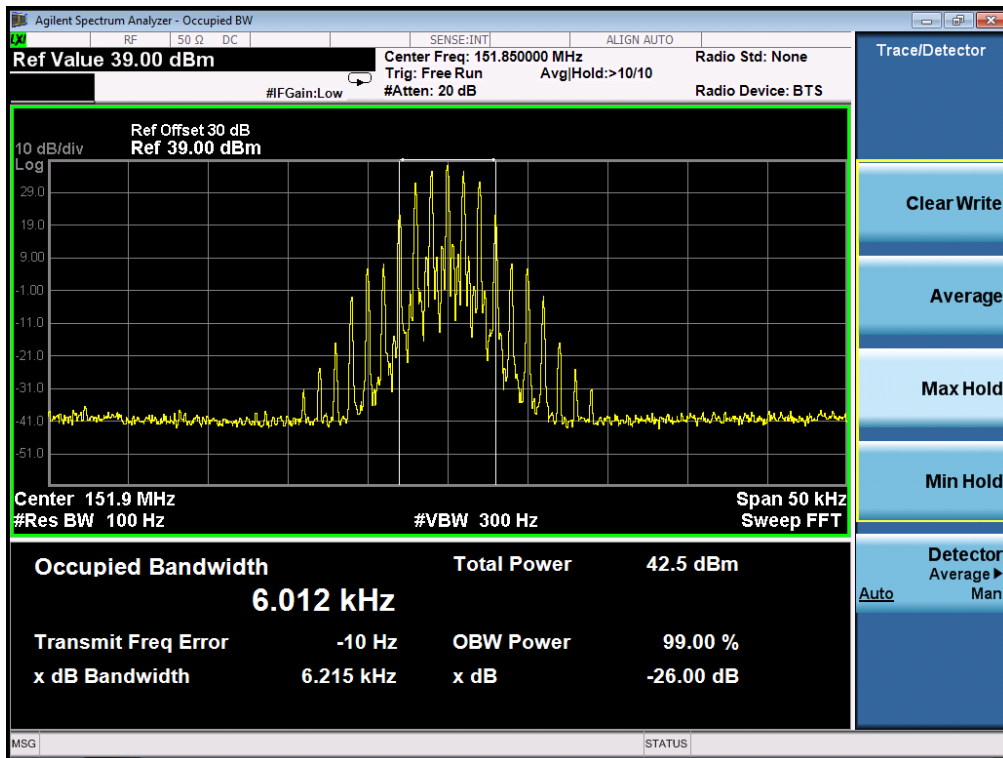 Agilent Spectrum Analyzer - Occupied BW
LXI RF 50 Ω DC SENSE:INT ALIGN AUTO
Ref Value 39.00 dBm
Center Freq: 151.850000 MHz
Radio Std: None
Trig: Free Run
Avg|Hold:>10/10
#IFGain:Low
#Atten: 20 dB
Radio Device: BTS
Ref Offset 30 dB
10 dB/div
Ref 39.00 dBm
Log
29.0
19.0
9.00
-1.00
-11.0
-21.0
-31.0
-41.0
-51.0
Center 151.9 MHz
Span 50 kHz
#Res BW 100 Hz
#VBW 300 Hz
Sweep FFT
Occupied Bandwidth
6.012 kHz
Total Power 42.5 dBm
Transmit Freq Error -10 Hz
OBW Power 99.00 %
x dB Bandwidth 6.215 kHz
x dB -26.00 dB
MSG
STATUS
Trace/Detector
Clear Write
Average
Max Hold
Min Hold
Detector
Average
Auto Man